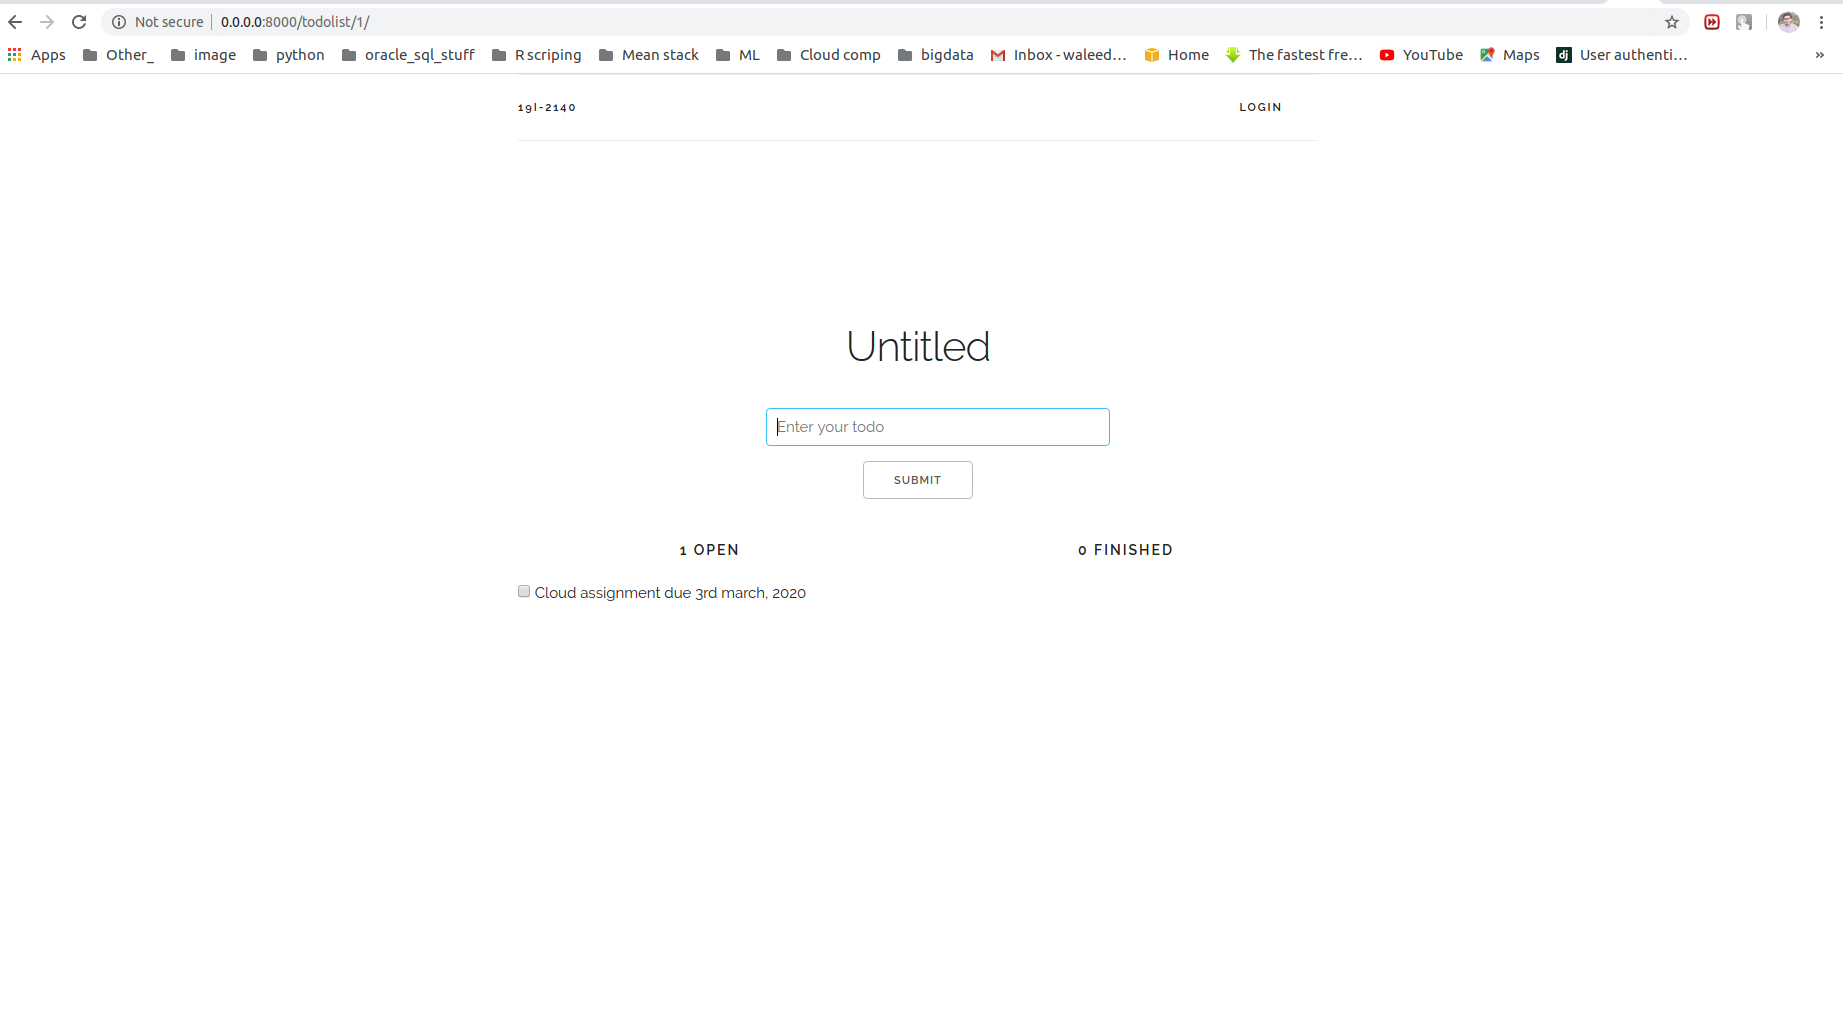 Not secure | 0.0.0.0:8000/todolist/1/
Apps Other_ image python oracle_sql_stuff R scriping Mean stack ML Cloud comp bigdata Inbox - waleed... Home The fastest fre... YouTube Maps dj User authenti... »
19I-2140 LOGIN
Untitled
Enter your todo
SUBMIT
1 OPEN 0 FINISHED
Cloud assignment due 3rd march, 2020